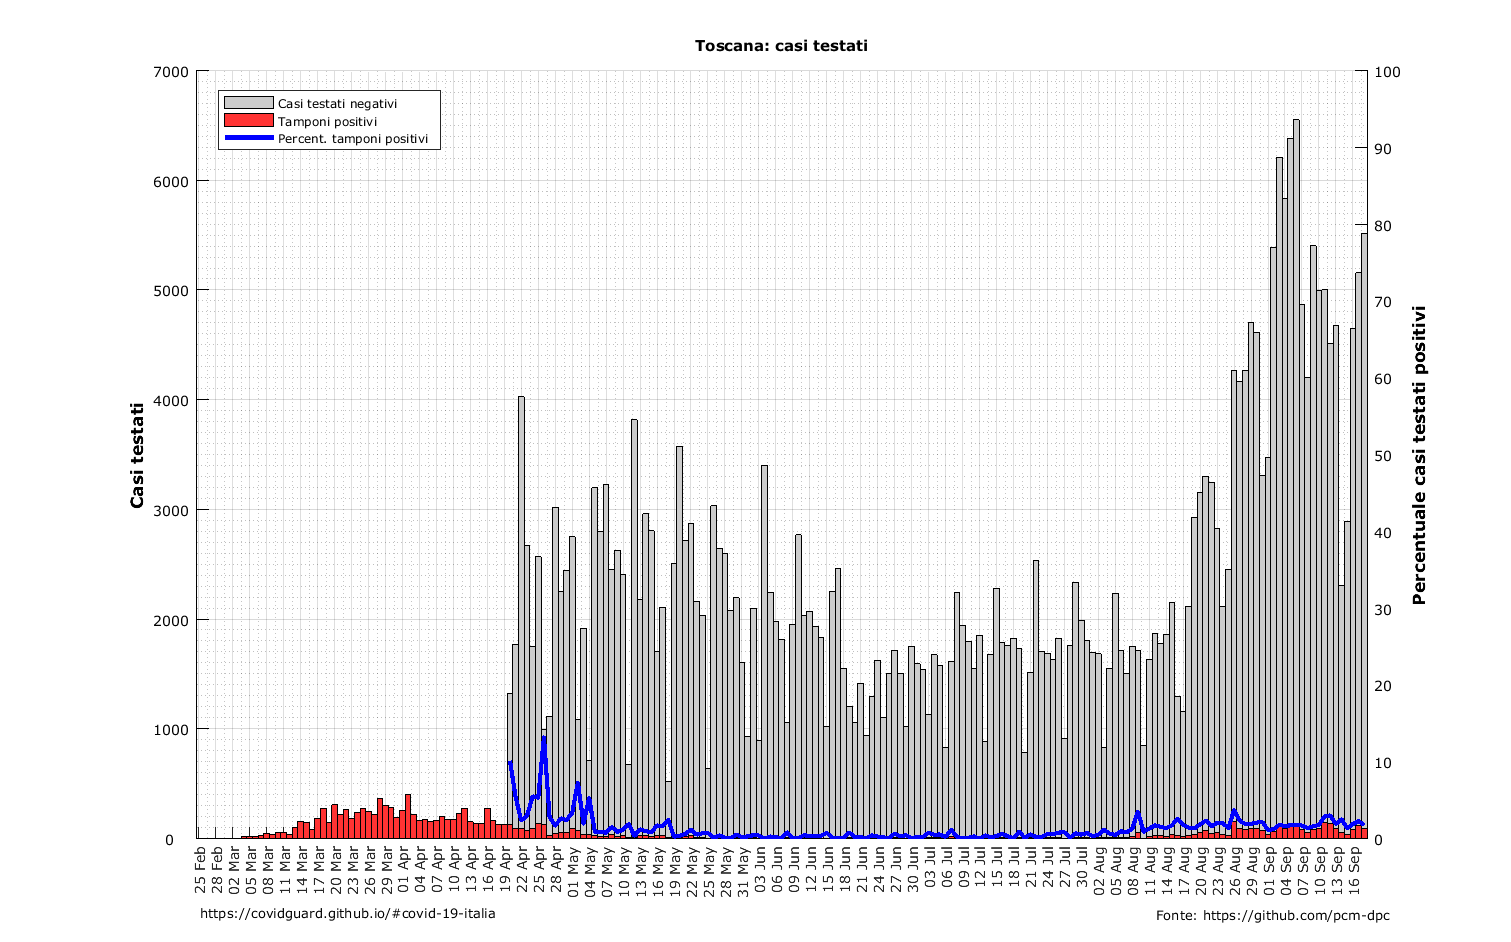 Toscana: casi testati
7000
6000
5000
4000
3000
2000
1000
0
100
90
80
70
60
50
40
30
20
10
0
Casi testati negativi
Tamponi positivi
Percent. tamponi positivi
Casi testati
Percentuale casi testati positivi
25 Feb
28 Feb
02 Mar
05 Mar
08 Mar
11 Mar
14 Mar
17 Mar
20 Mar
23 Mar
26 Mar
29 Mar
01 Apr
04 Apr
07 Apr
10 Apr
13 Apr
16 Apr
19 Apr
22 Apr
25 Apr
28 Apr
01 May
04 May
07 May
10 May
13 May
16 May
19 May
22 May
25 May
28 May
31 May
03 Jun
06 Jun
09 Jun
12 Jun
15 Jun
18 Jun
21 Jun
24 Jun
27 Jun
30 Jun
03 Jul
06 Jul
09 Jul
12 Jul
15 Jul
18 Jul
21 Jul
24 Jul
27 Jul
30 Jul
02 Aug
05 Aug
08 Aug
11 Aug
14 Aug
17 Aug
20 Aug
23 Aug
26 Aug
29 Aug
01 Sep
04 Sep
07 Sep
10 Sep
13 Sep
16 Sep
https://covidguard.github.io/#covid-19-italia
Fonte: https://github.com/pcm-dpc